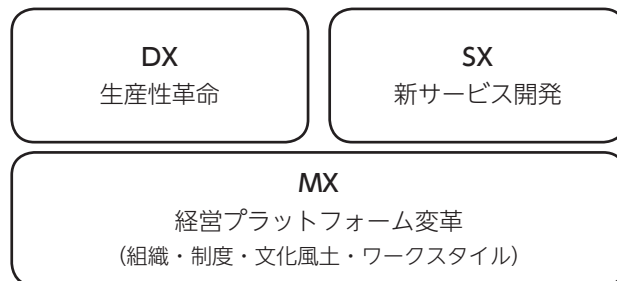 DX
生産性革命
SX
新サービス開発
MX
経営プラットフォーム変革
（組織・制度・文化風土・ワークスタイル）